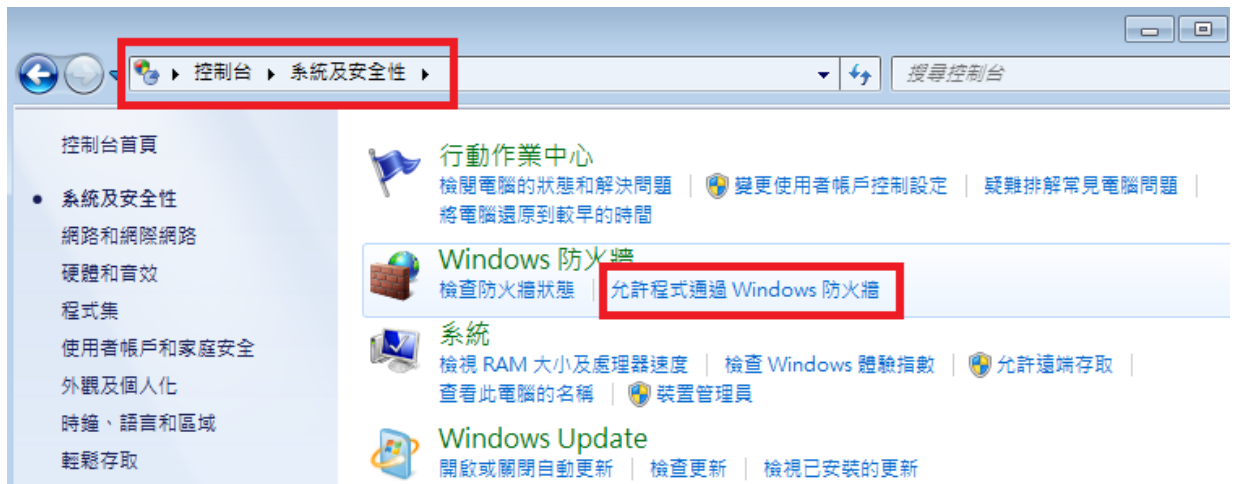 控制台 ▸ 系統及安全性 ▸
搜尋控制台
控制台首頁
系統及安全性
網路和網際網路
硬體和音效
程式集
使用者帳戶和家庭安全
外觀及個人化
時鐘、語言和區域
輕鬆存取
行動作業中心
檢閱電腦的狀態和解決問題 | 變更使用者帳戶控制設定 | 疑難排解常見電腦問題 |
將電腦還原到較早的時間
Windows 防火牆
檢查防火牆狀態 | 允許程式通過 Windows 防火牆
系統
檢視 RAM 大小及處理器速度 | 檢查 Windows 體驗指數 | 允許遠端存取 |
查看此電腦的名稱 | 裝置管理員
Windows Update
開啟或關閉自動更新 | 檢查更新 | 檢視已安裝的更新